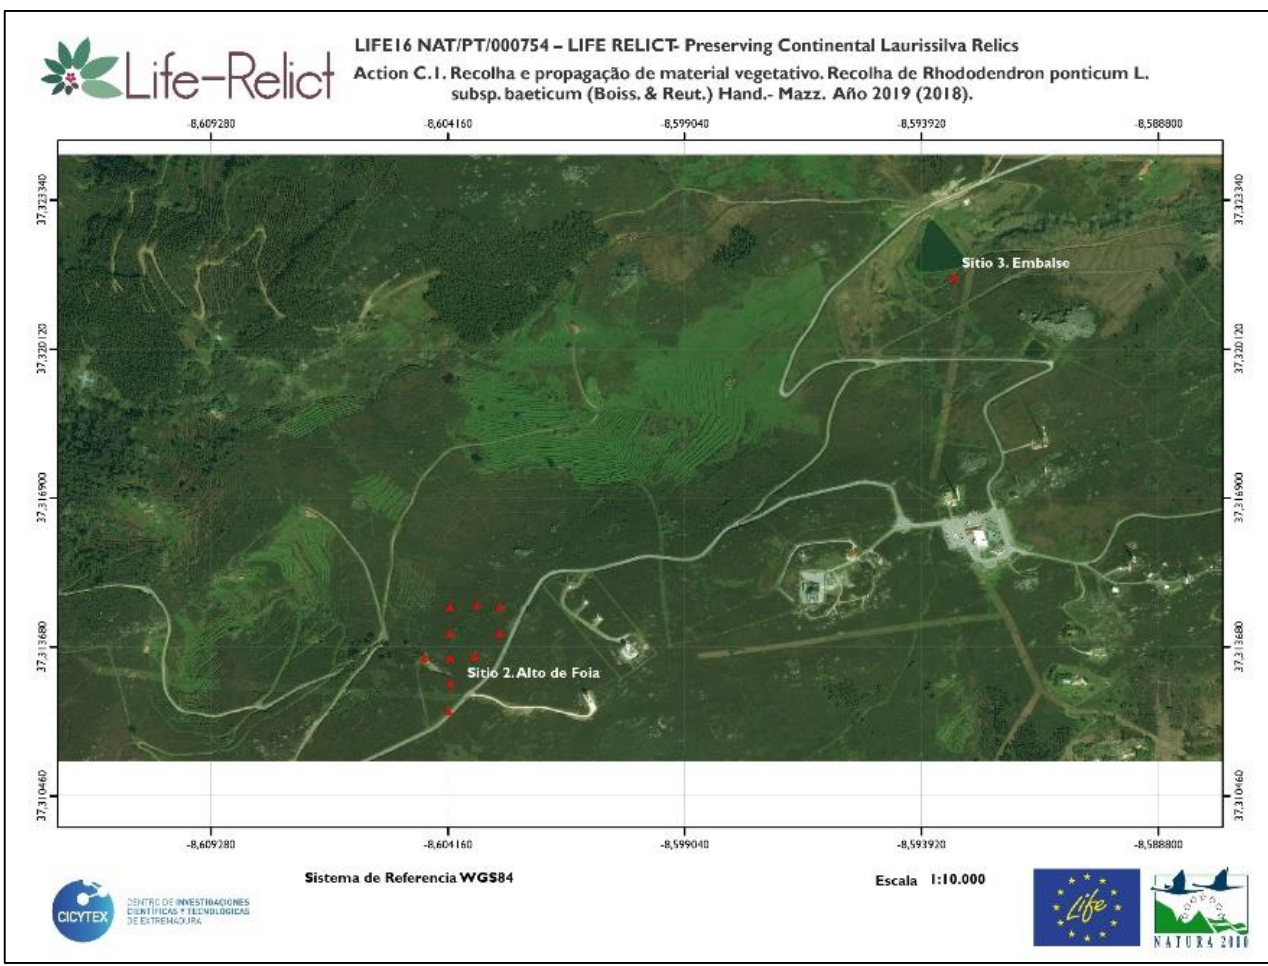 Life-Relict
LIFE16 NAT/PT/000754 – LIFE RELICT- Preserving Continental Laurissilva Relics
Action C.1. Recolha e propagação de material vegetativo. Recolha de Rhododendron ponticum L.
subsp. baeticum (Boiss. & Reut.) Hand.- Mazz. Año 2019 (2018).
-8,609280 -8,604160 -8,599040 -8,593920 -8,588800
37,323340 37,323340
Sitio 3. Embalse
37,320120 37,320120
37,316900 37,316900
37,313680 37,313680
Sitio 2. Alto de Foia
37,310460 37,310460
-8,609280 -8,604160 -8,599040 -8,593920 -8,588800
Sistema de Referencia WGS84
Escala 1:10.000
CICYTEX
CENTRO DE INVESTIGACIONES
CIENTÍFICAS Y TECNOLÓGICAS
DE EXTREMADURA
Life
NATURA 2000